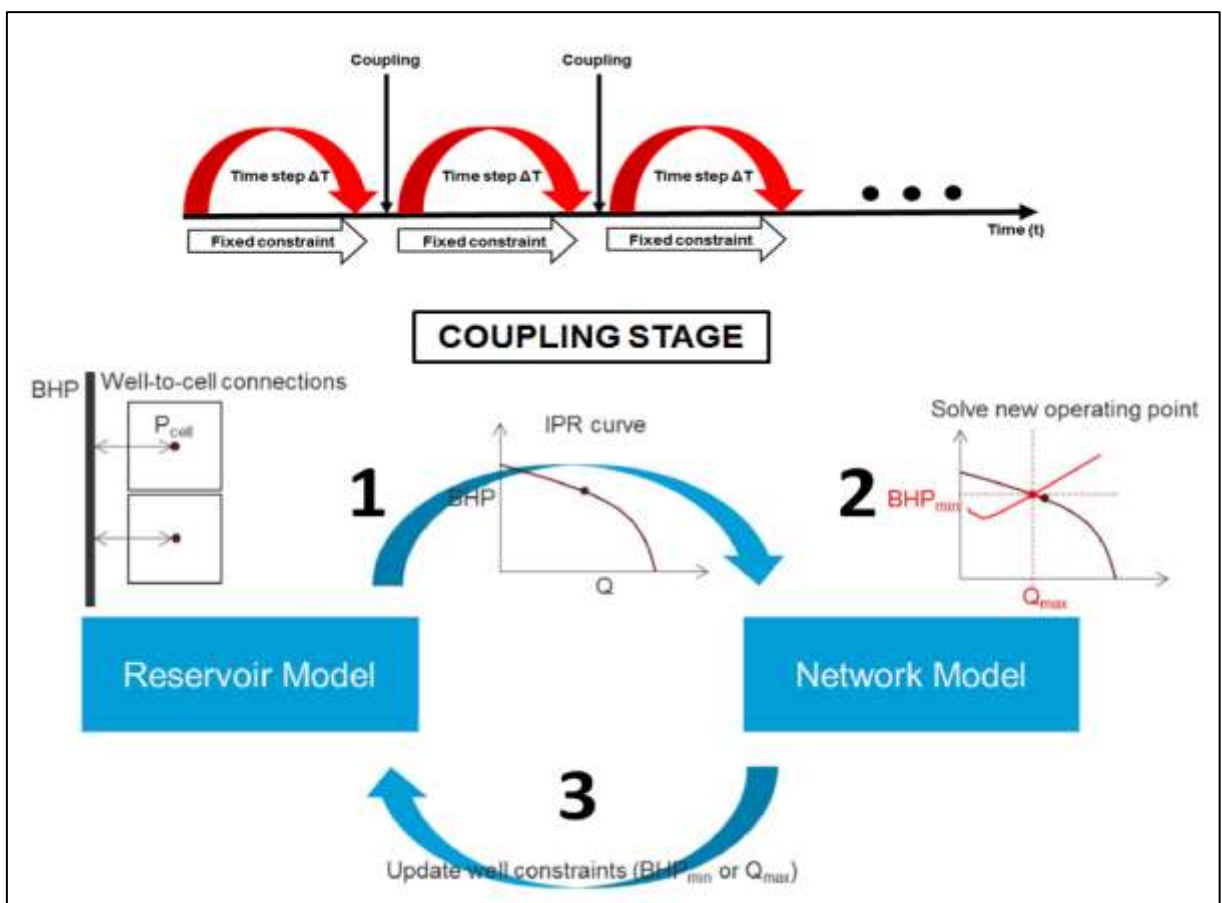 Coupling
Coupling
Time step ΔT
Time step ΔT
Time step ΔT
Fixed constraint
Fixed constraint
Fixed constraint
Time (t)
COUPLING STAGE
BHP
Well-to-cell connections
Pcell
1
IPR curve
BHP
Q
2
Solve new operating point
BHPmin
Qmax
Reservoir Model
Network Model
3
Update well constraints (BHPmin or Qmax)